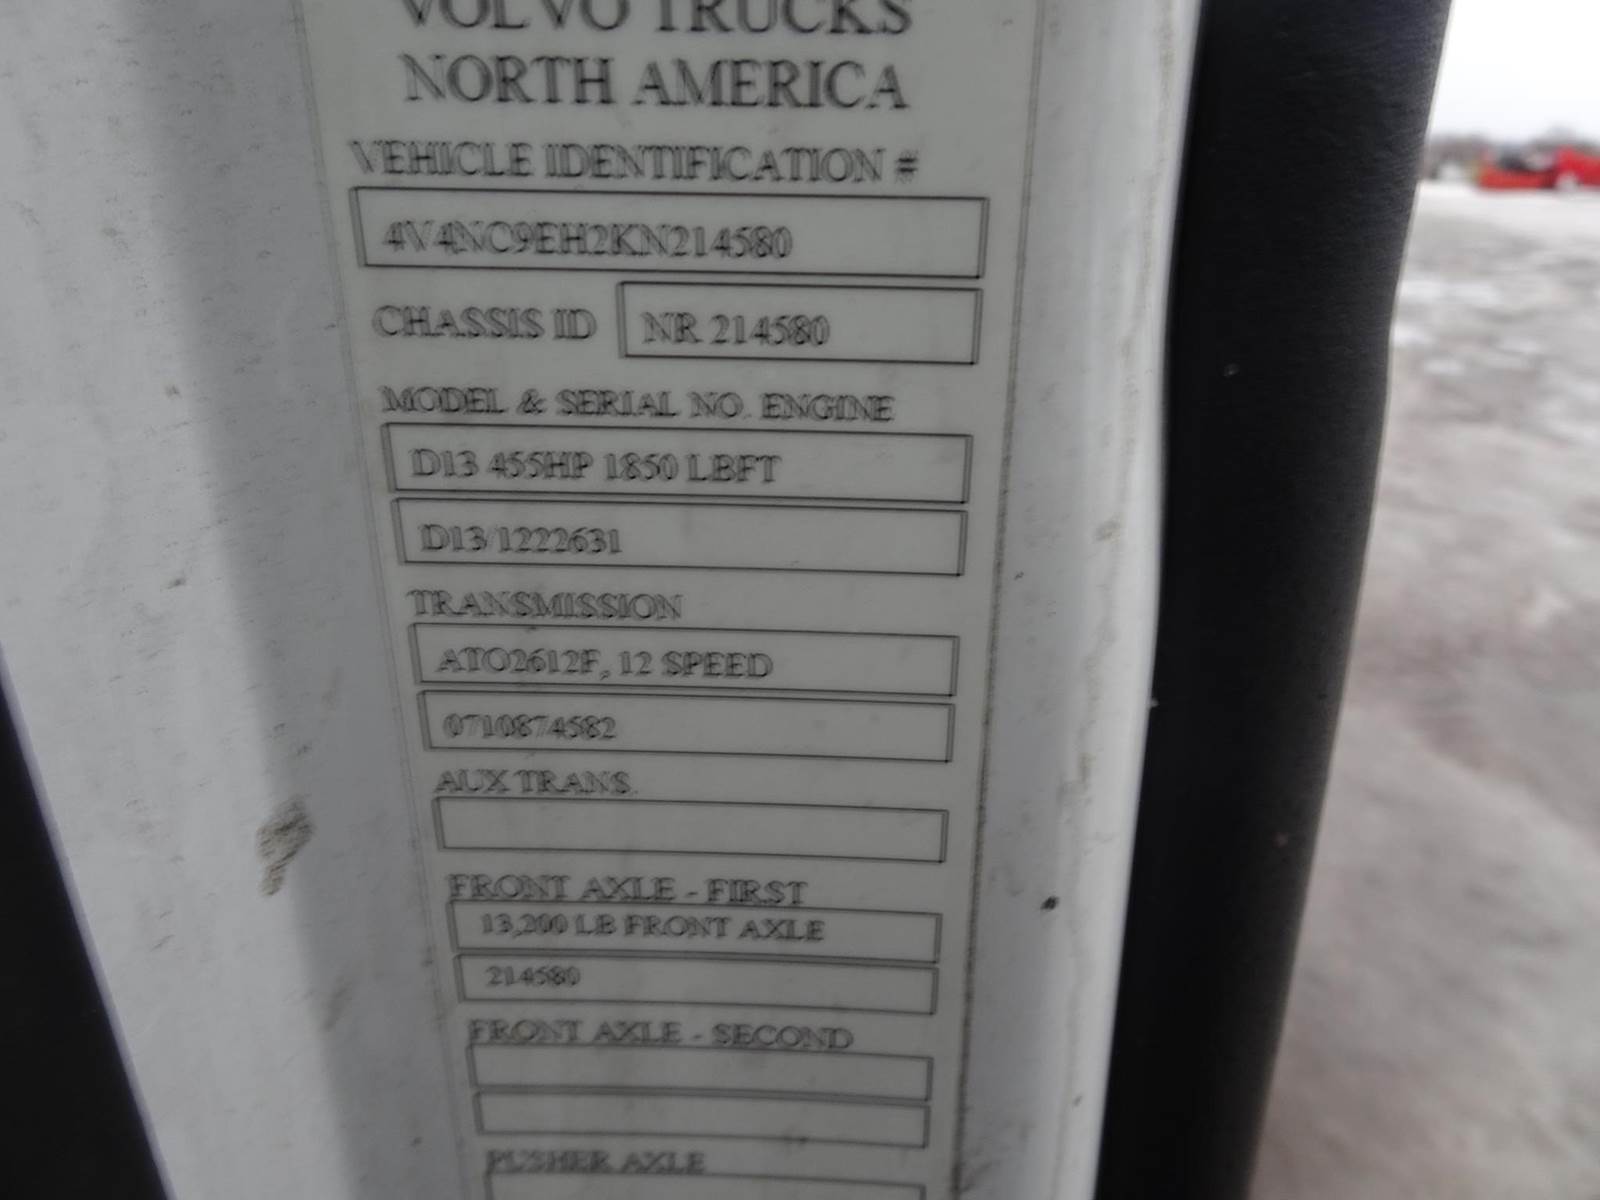 VOLVO TRUCKS
NORTH AMERICA
VEHICLE IDENTIFICATION #
4V4NC9EH2KN214580
CHASSIS ID NR 214580
MODEL & SERIAL NO. ENGINE
D13 455HP 1850 LBFT
D13/1222631
TRANSMISSION
ATO2612F, 12 SPEED
0710874582
AUX TRANS.
FRONT AXLE - FIRST
13,200 LB FRONT AXLE
214580
FRONT AXLE - SECOND
PUSHER AXLE